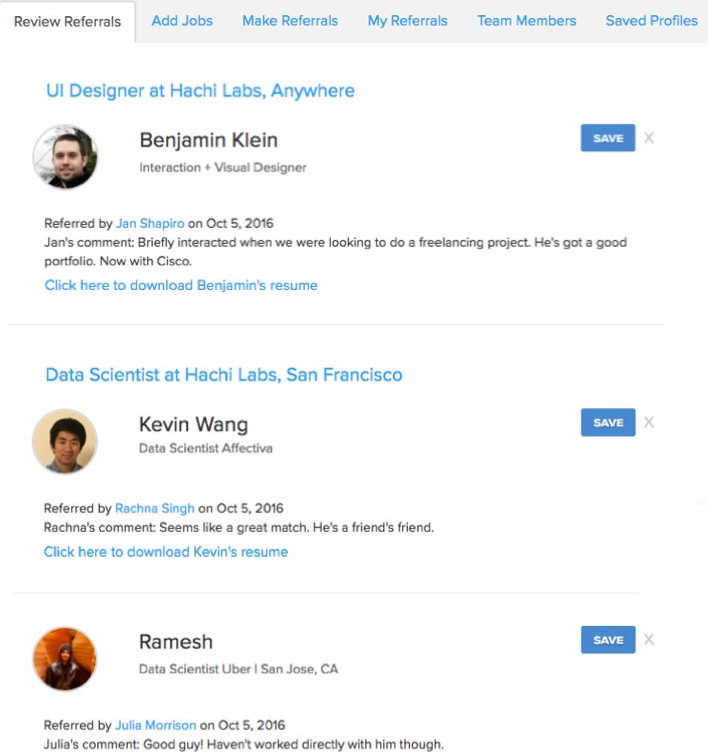 Review Referrals Add Jobs Make Referrals My Referrals Team Members Saved Profiles
UI Designer at Hachi Labs, Anywhere
Benjamin Klein SAVE X
Interaction + Visual Designer
Referred by Jan Shapiro on Oct 5, 2016
Jan's comment: Briefly interacted when we were looking to do a freelancing project. He's got a good
portfolio. Now with Cisco.
Click here to download Benjamin's resume
Data Scientist at Hachi Labs, San Francisco
Kevin Wang SAVE X
Data Scientist Affectiva
Referred by Rachna Singh on Oct 5, 2016
Rachna's comment: Seems like a great match. He's a friend's friend.
Click here to download Kevin's resume
Ramesh SAVE X
Data Scientist Uber | San Jose, CA
Referred by Julia Morrison on Oct 5, 2016
Julia's comment: Good guy! Haven't worked directly with him though.